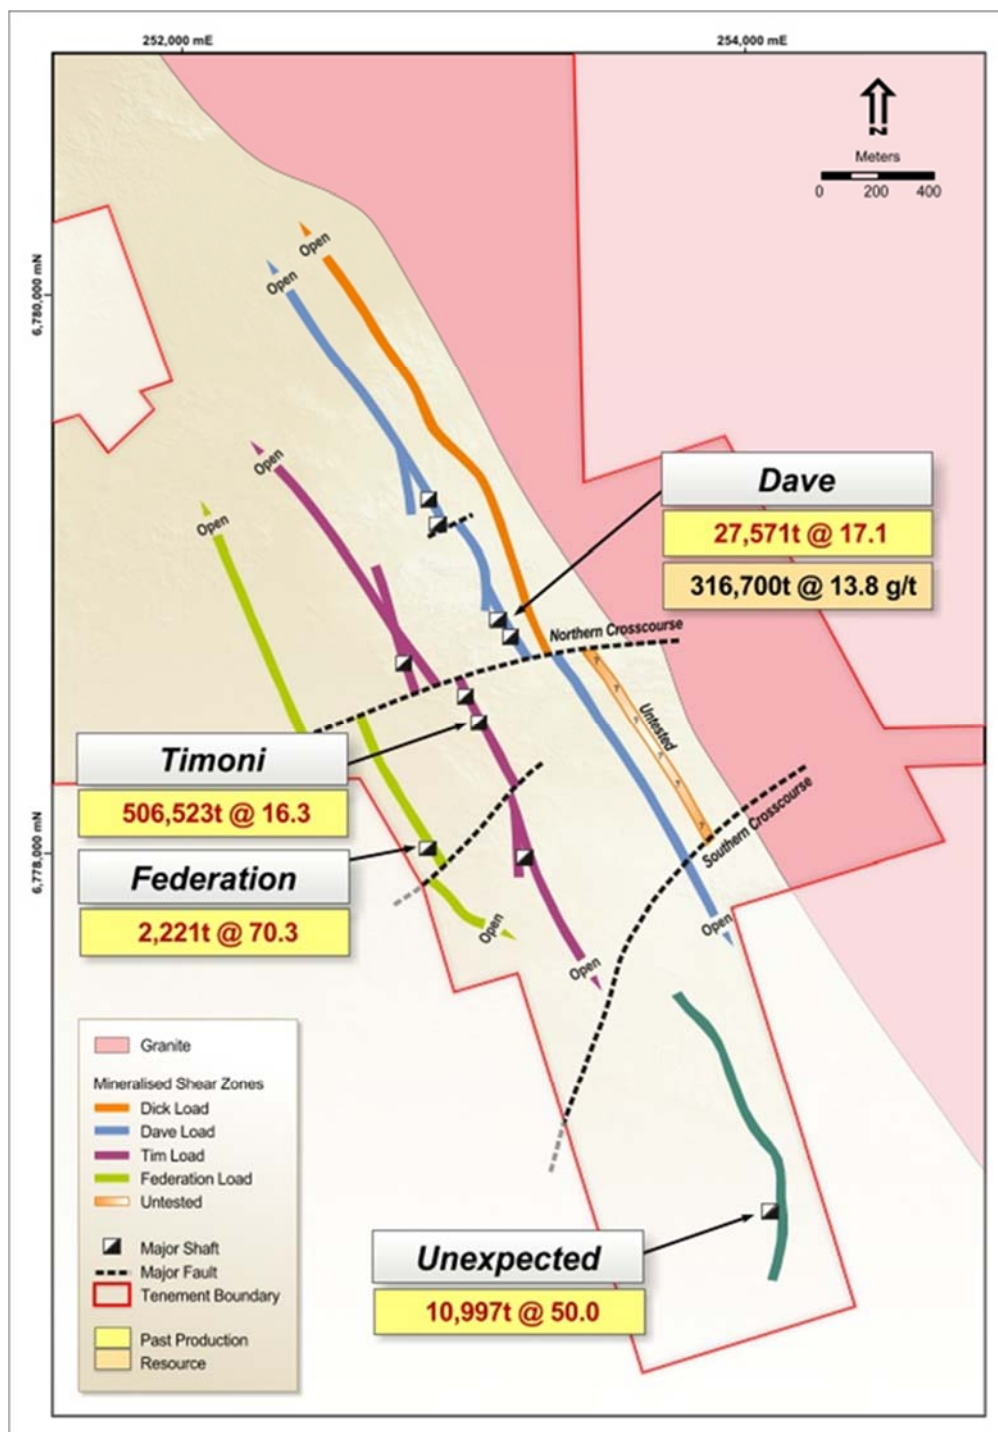 252,000 mE
254,000 mE
N
Meters
0 200 400
6,780,000 mN
6,778,000 mN
Open
Open
Open
Open
Dave
27,571t @ 17.1
316,700t @ 13.8 g/t
Northern Crosscourse
Untested
Timoni
506,523t @ 16.3
Southern Crosscourse
Federation
2,221t @ 70.3
Open
Open
Open
Granite
Mineralised Shear Zones
Dick Load
Dave Load
Tim Load
Federation Load
Untested
Major Shaft
Major Fault
Tenement Boundary
Past Production
Resource
Unexpected
10,997t @ 50.0